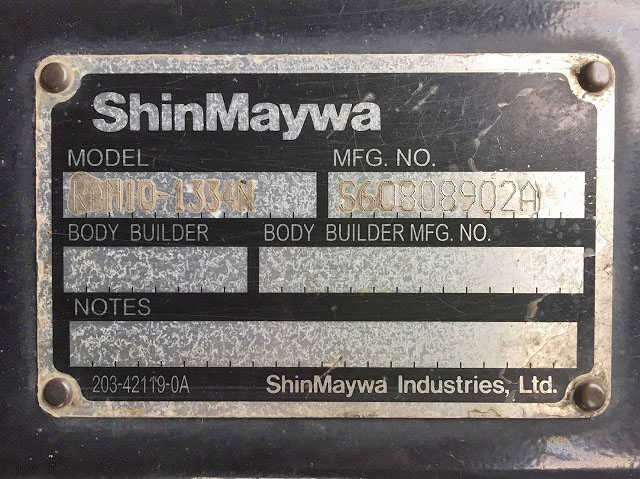 ShinMaywa
MODEL MFG. NO.
RAM10-1334N S60808902A
BODY BUILDER BODY BUILDER MFG. NO.
NOTES
203-42119-0A ShinMaywa Industries, Ltd.